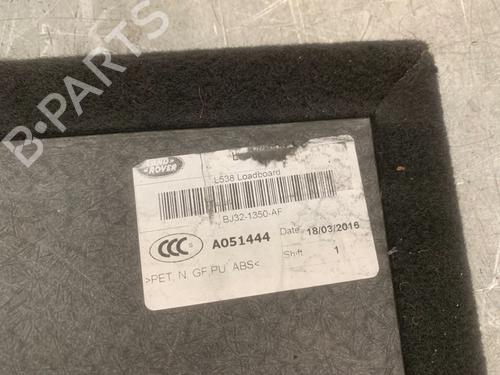 B-PARTS
LAND
ROVER
L538 Loadboard
BJ32-1350-AF
CCC S A051444 Date: 18/03/2016
Shift 1
>PET, N. GF.PU. ABS<